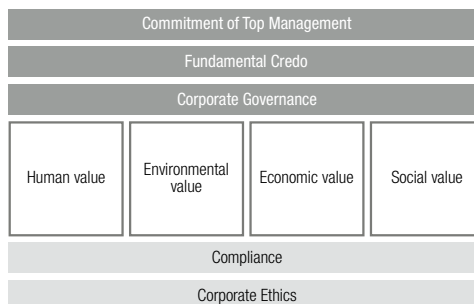 Commitment of Top Management
Fundamental Credo
Corporate Governance
Human value
Environmental
value
Economic value
Social value
Compliance
Corporate Ethics